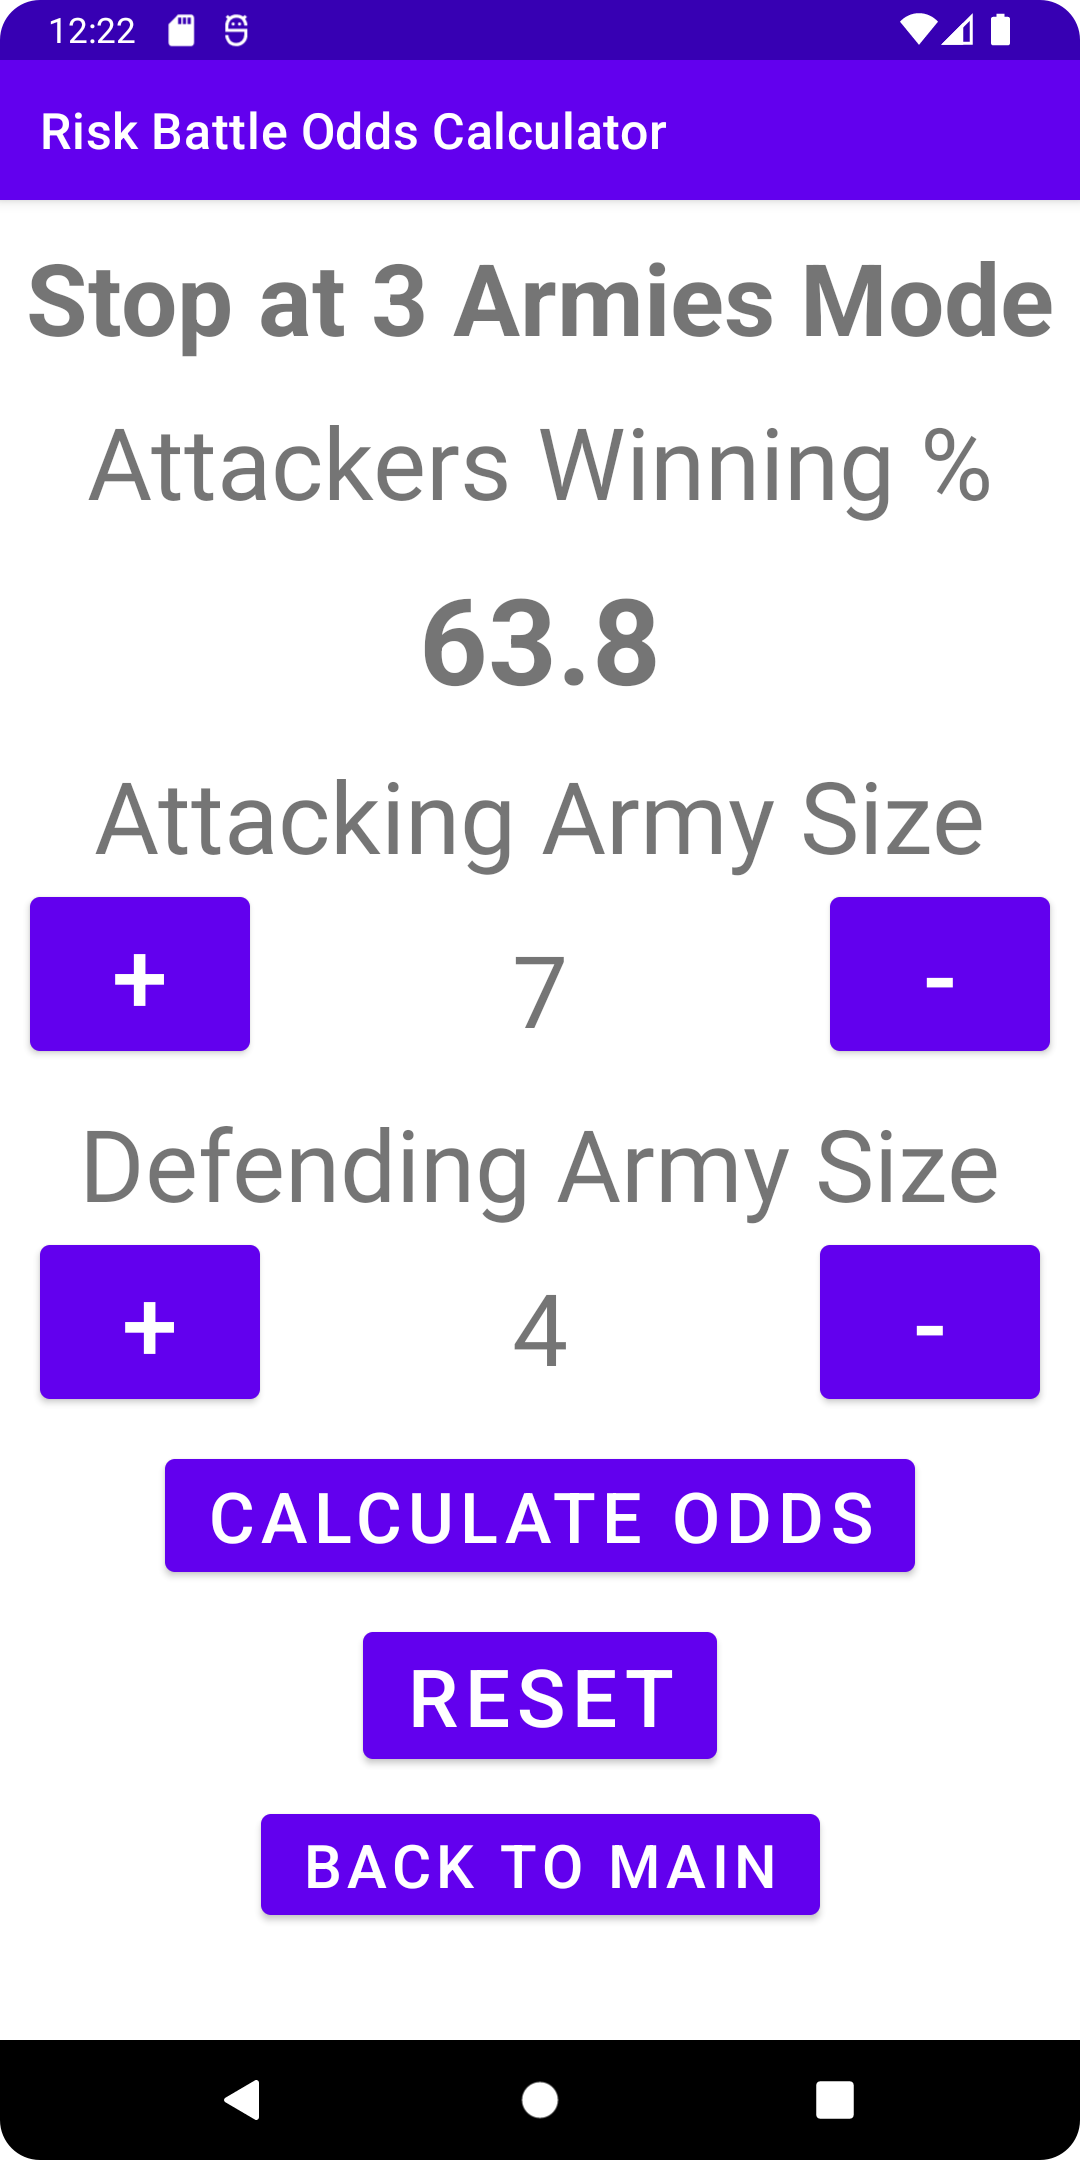 12:22
Risk Battle Odds Calculator
Stop at 3 Armies Mode
Attackers Winning %
63.8
Attacking Army Size
+ 7 -
Defending Army Size
+ 4 -
CALCULATE ODDS
RESET
BACK TO MAIN